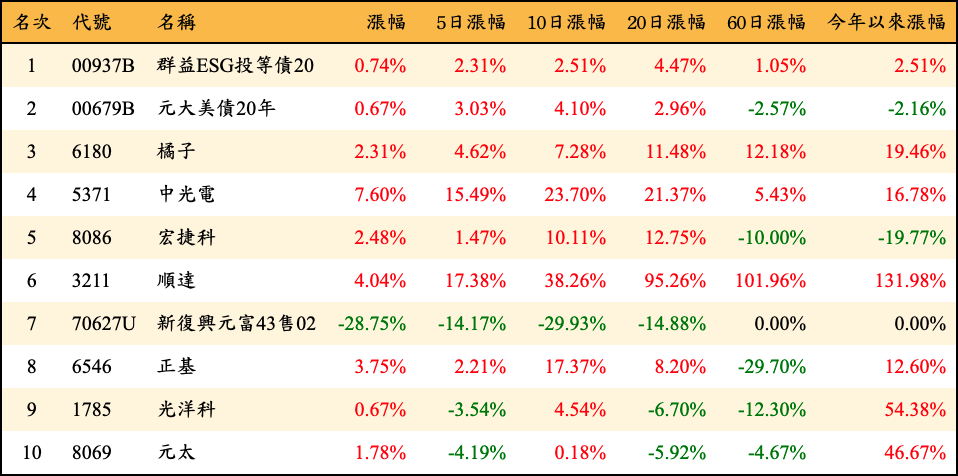 名次 代號 名稱 漲幅 5日漲幅 10日漲幅 20日漲幅 60日漲幅 今年以來漲幅
1 00937B 群益ESG投等債20 0.74% 2.31% 2.51% 4.47% 1.05% 2.51%
2 00679B 元大美債20年 0.67% 3.03% 4.10% 2.96% -2.57% -2.16%
3 6180 橘子 2.31% 4.62% 7.28% 11.48% 12.18% 19.46%
4 5371 中光電 7.60% 15.49% 23.70% 21.37% 5.43% 16.78%
5 8086 宏捷科 2.48% 1.47% 10.11% 12.75% -10.00% -19.77%
6 3211 順達 4.04% 17.38% 38.26% 95.26% 101.96% 131.98%
7 70627U 新復興元富43售02 -28.75% -14.17% -29.93% -14.88% 0.00% 0.00%
8 6546 正基 3.75% 2.21% 17.37% 8.20% -29.70% 12.60%
9 1785 光洋科 0.67% -3.54% 4.54% -6.70% -12.30% 54.38%
10 8069 元太 1.78% -4.19% 0.18% -5.92% -4.67% 46.67%